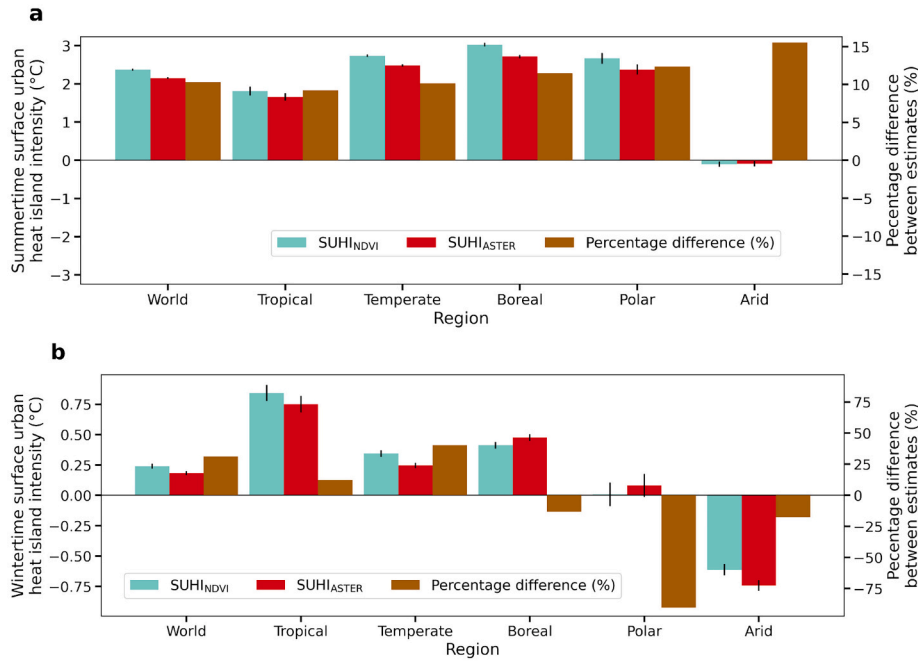 a
Summertime surface urban
heat island intensity (°C)
3
2
1
0
−1
−2
−3
15
10
5
0
−5
−10
−15
Pecentage difference
between estimates (%)
SUHI_NDVI SUHI_ASTER Percentage difference (%)
World Tropical Temperate Boreal Polar Arid
Region
b
Wintertime surface urban
heat island intensity (°C)
0.75
0.50
0.25
0.00
−0.25
−0.50
−0.75
75
50
25
0
−25
−50
−75
Pecentage difference
between estimates (%)
SUHI_NDVI SUHI_ASTER Percentage difference (%)
World Tropical Temperate Boreal Polar Arid
Region